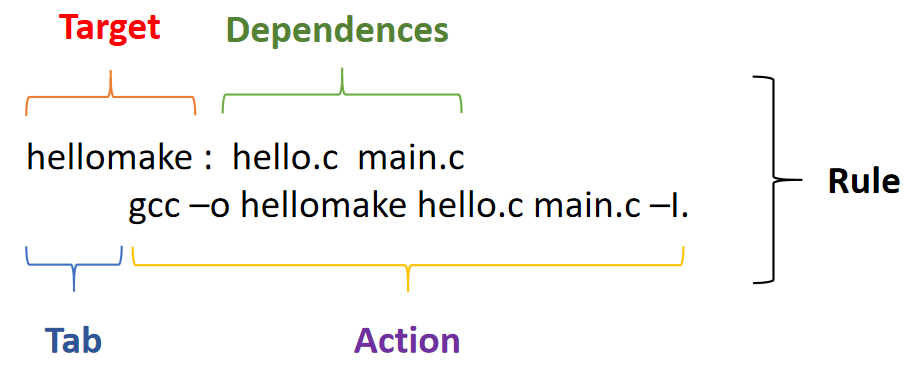 Target
Dependences
hellomake : hello.c main.c
gcc –o hellomake hello.c main.c –I.
Rule
Tab
Action